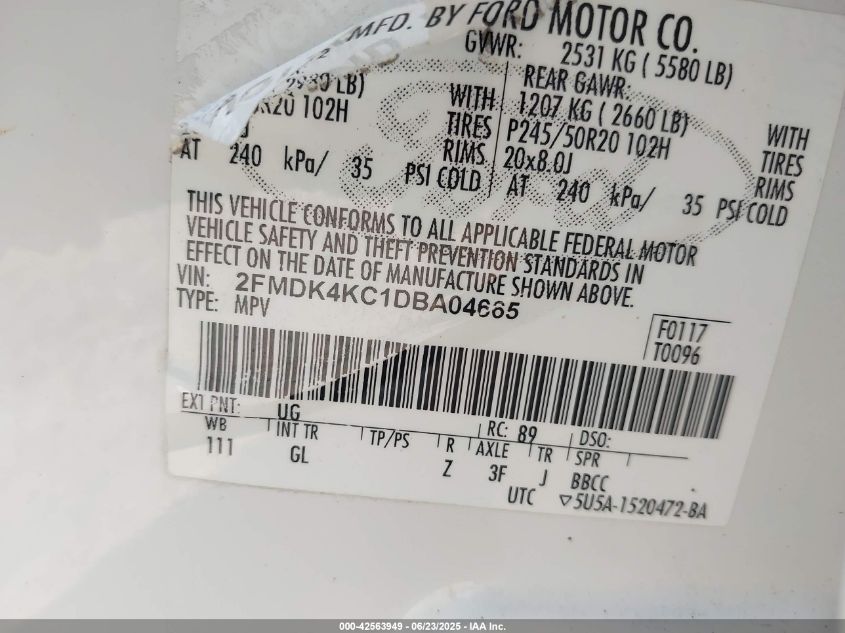 MFD. BY FORD MOTOR CO.
GVWR: 2531 KG ( 5580 LB)
LB) REAR GAWR:
WITH 1207 KG ( 2660 LB) WITH
R20 102H TIRES P245/50R20 102H TIRES
J RIMS 20x8.0J RIMS
AT 240 kPa/ 35 PSI COLD AT 240 kPa/ 35 PSI COLD
THIS VEHICLE CONFORMS TO ALL APPLICABLE FEDERAL MOTOR
VEHICLE SAFETY AND THEFT PREVENTION STANDARDS IN
EFFECT ON THE DATE OF MANUFACTURE SHOWN ABOVE.
VIN: 2FMDK4KC1DBA04665
TYPE: MPV
F0117
T0096
EXT PNT: UG RC: 89 DSO:
WB INT TR TP/PS R AXLE TR SPR
111 GL Z 3F J BBCC
UTC ▽5U5A-1520472-BA
000-42563949 - 06/23/2025 - IAA Inc.